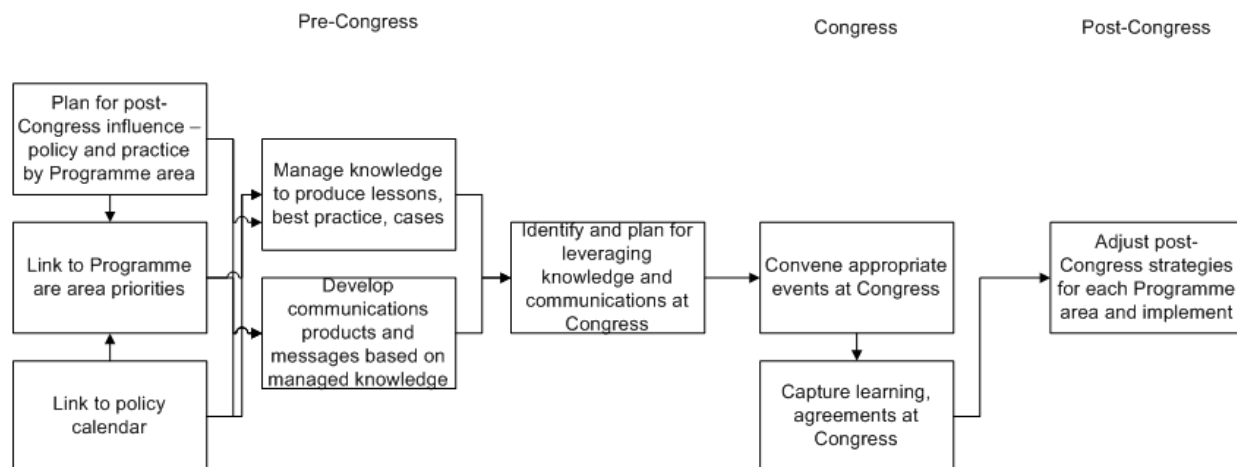 Pre-Congress
Congress
Post-Congress
Plan for post-
Congress influence –
policy and practice
by Programme area
Link to Programme
are area priorities
Link to policy
calendar
Manage knowledge
to produce lessons,
best practice, cases
Develop
communications
products and
messages based on
managed knowledge
Identify and plan for
leveraging
knowledge and
communications at
Congress
Convene appropriate
events at Congress
Capture learning,
agreements at
Congress
Adjust post-
Congress strategies
for each Programme
area and implement